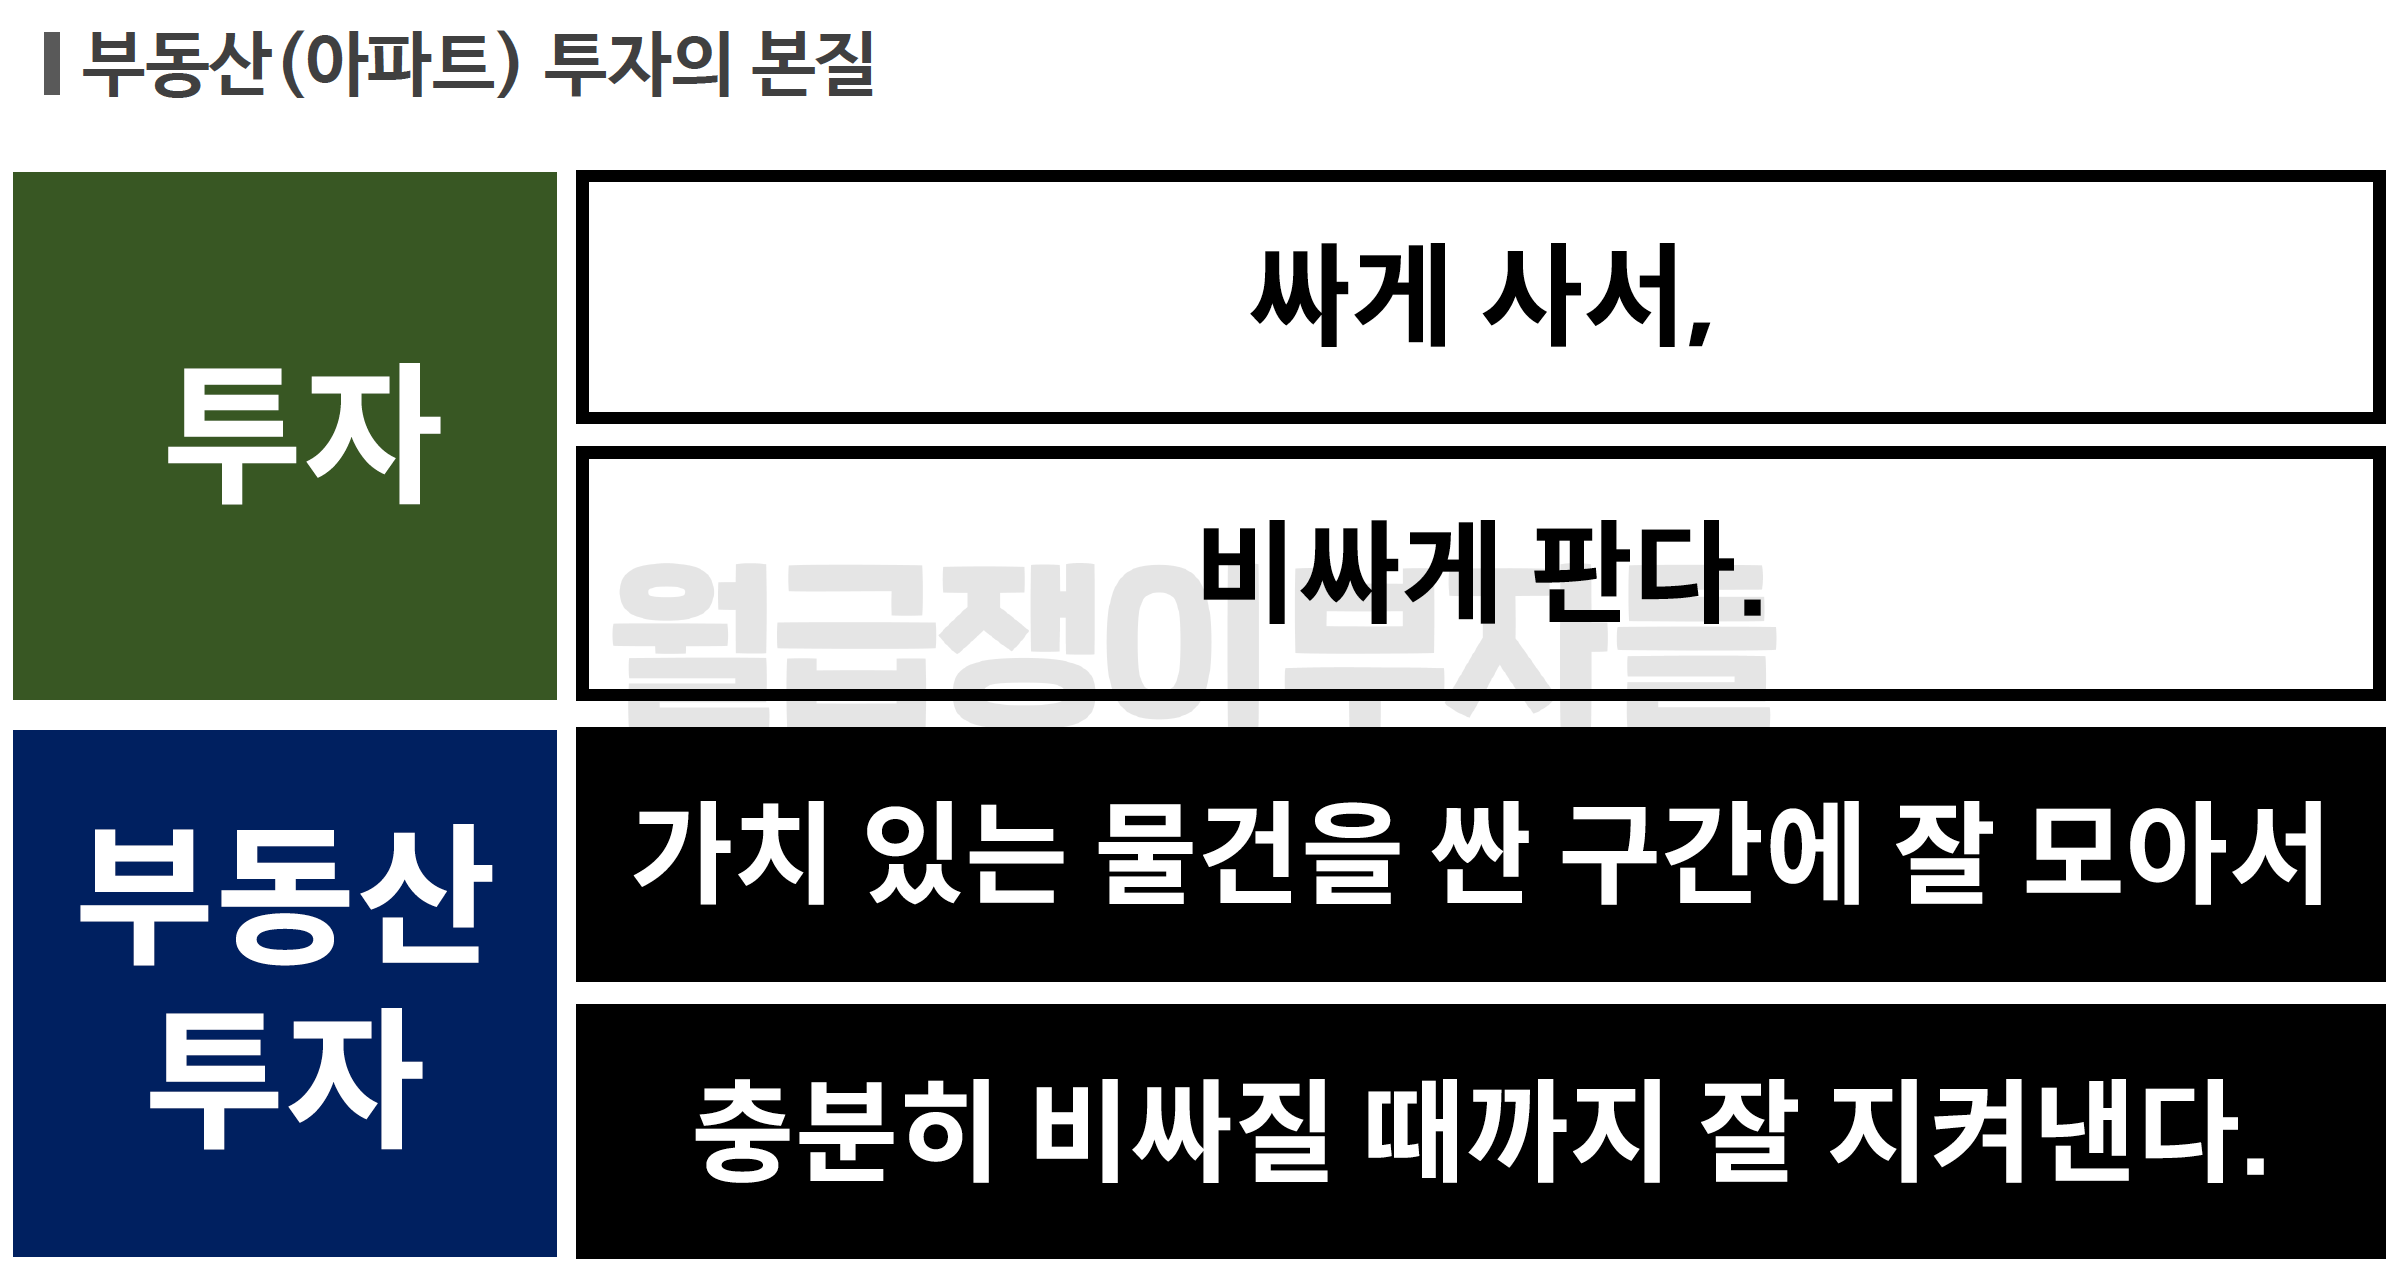 부동산(아파트) 투자의 본질
투자
싸게 사서,
비싸게 판다.
월급쟁이부자들
부동산
투자
가치 있는 물건을 싼 구간에 잘 모아서
충분히 비싸질 때까지 잘 지켜낸다.